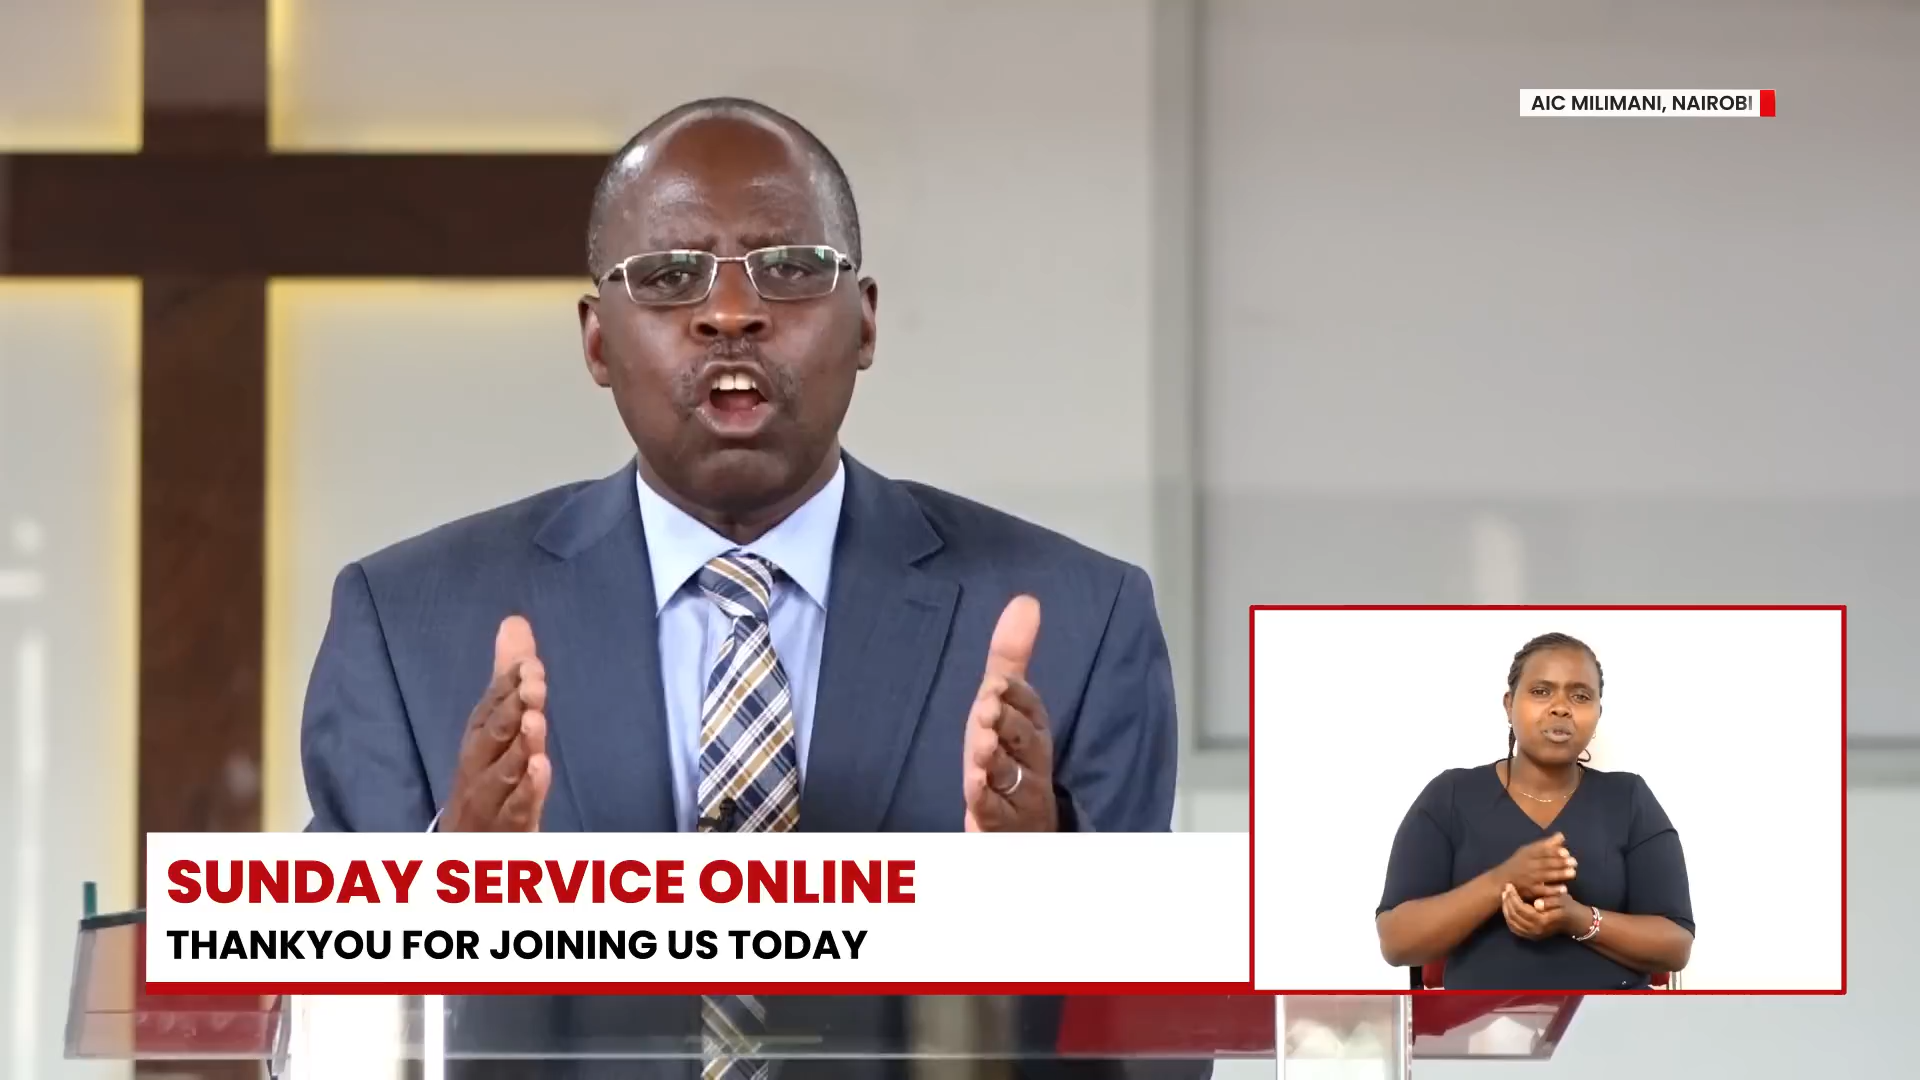 AIC MILIMANI, NAIROBI
SUNDAY SERVICE ONLINE
THANKYOU FOR JOINING US TODAY